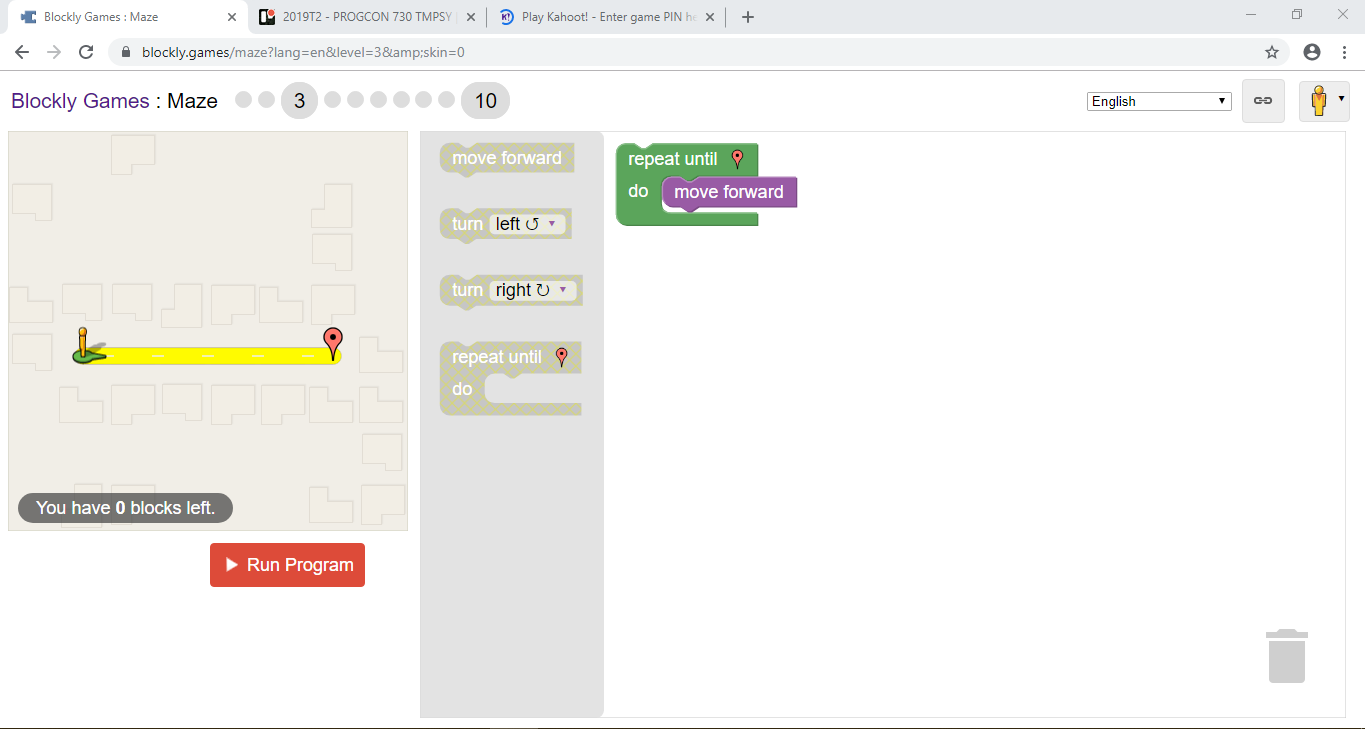 Blockly Games : Maze
2019T2 - PROGCON 730 TMPSY
Play Kahoot! - Enter game PIN he
blockly.games/maze?lang=en&level=3&amp;skin=0
Blockly Games : Maze 3 10
English
move forward
turn left ↺
turn right ↻
repeat until
do
repeat until
do move forward
You have 0 blocks left.
Run Program